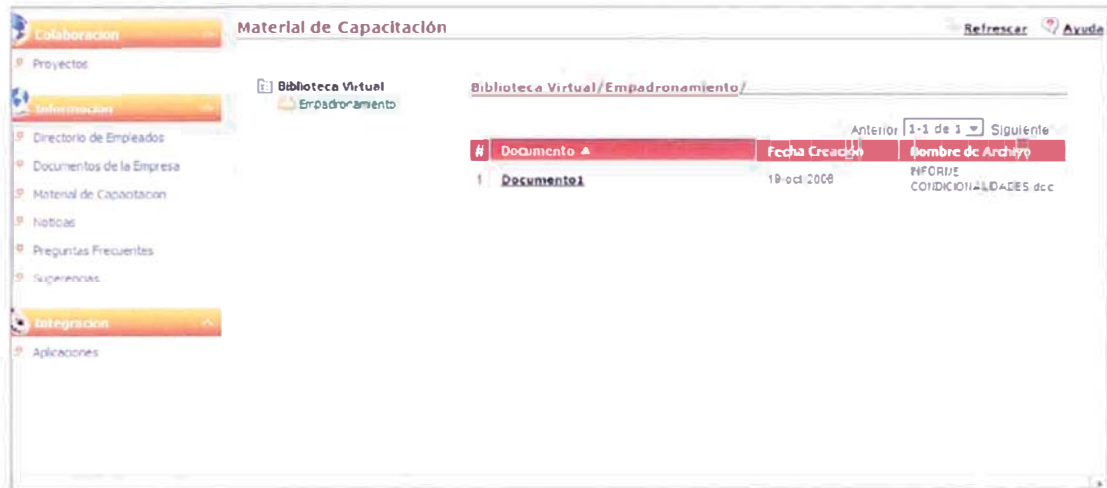 Colaboracion
Proyectos
Informacion
Directorio de Empleados
Documentos de la Empresa
Material de Capacitacion
Noticias
Preguntas Frecuentes
Sugerencias
Integracion
Aplicaciones
Material de Capacitación
Refrescar Ayuda
Biblioteca Virtual
Empadronamiento
Biblioteca Virtual/Empadronamiento/
Anterior 1-1 de 1 Siguiente
# Documento Fecha Creación Nombre de Archivo
1 Documento1 19-oct-2006 INFORME
CONDICIONALIDADES.doc